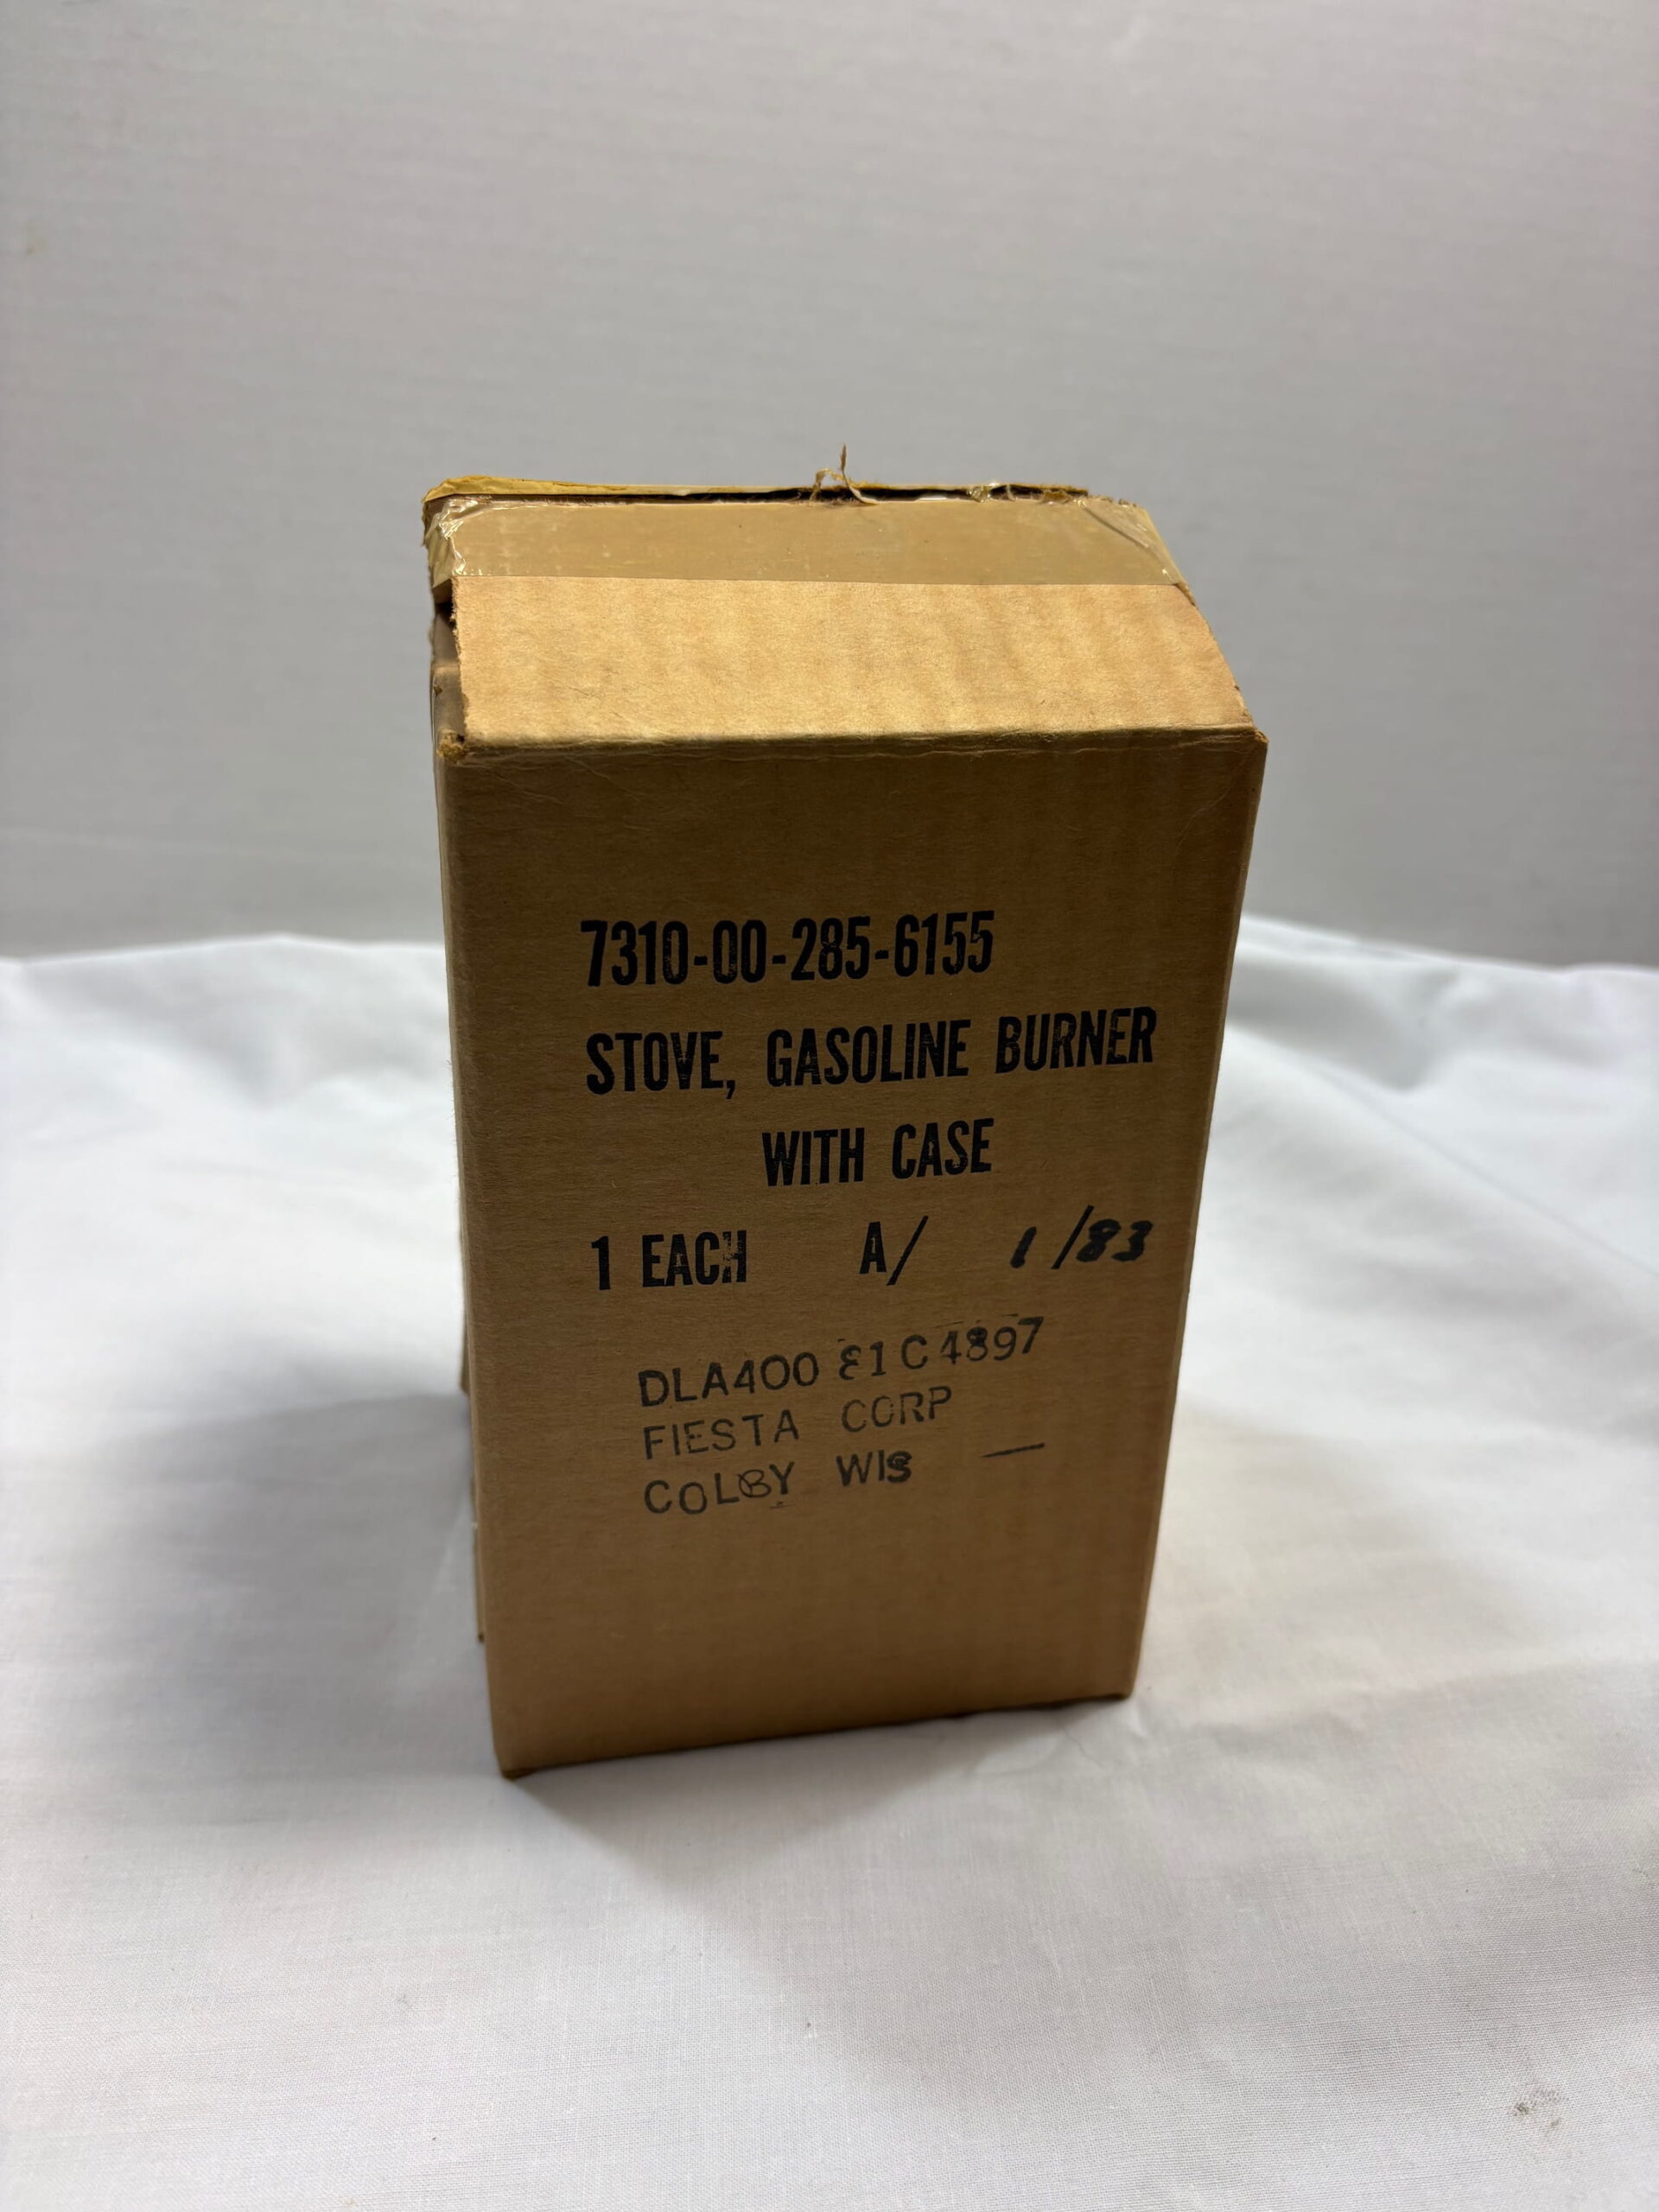 7310-00-285-6155
STOVE, GASOLINE BURNER
WITH CASE
1 EACH A/ 1/83
DLA400 81C4897
FIESTA CORP
COLBY WIS —